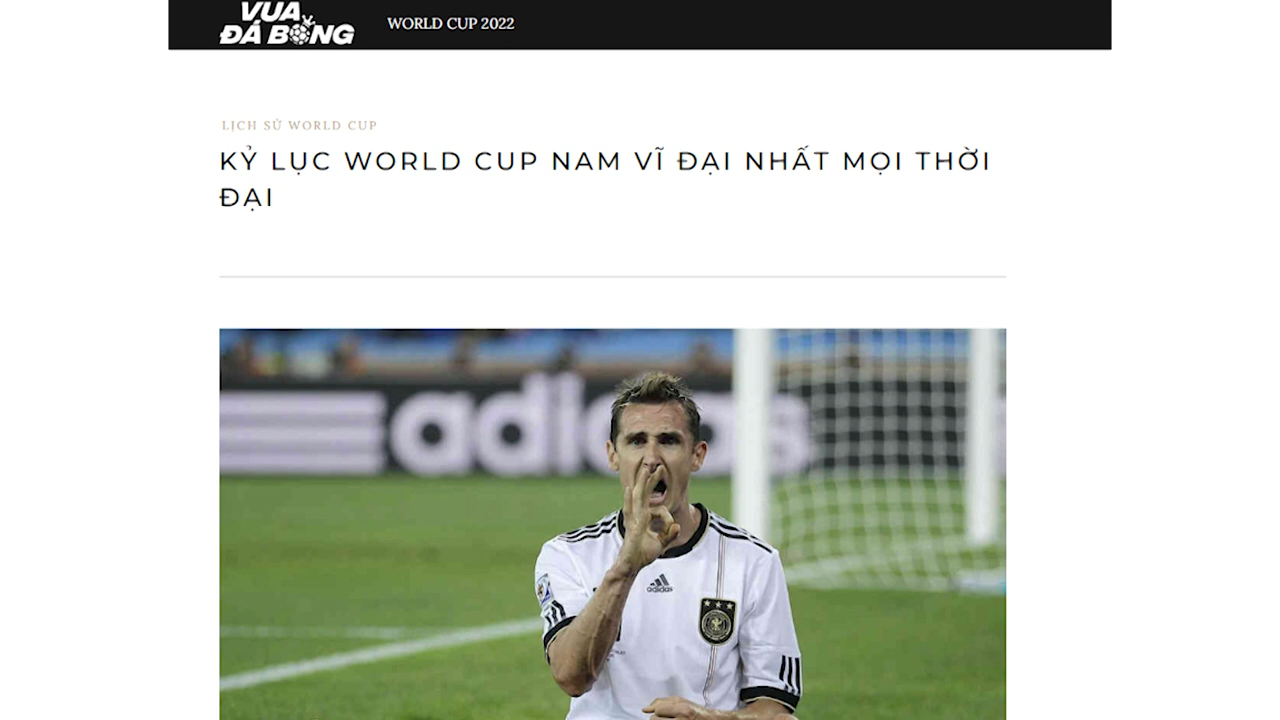 VUA
ĐÁ BÓNG
WORLD CUP 2022
LỊCH SỬ WORLD CUP
KỶ LỤC WORLD CUP NAM VĨ ĐẠI NHẤT MỌI THỜI
ĐẠI
adidas
adidas